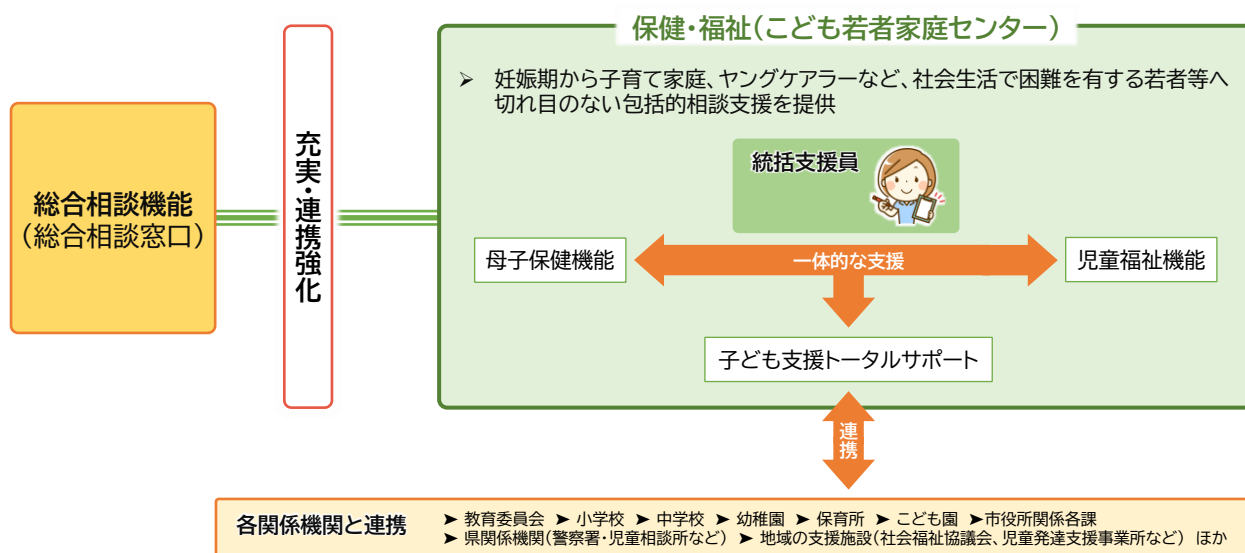 保健・福祉（こども若者家庭センター）
➢ 妊娠期から子育て家庭、ヤングケアラーなど、社会生活で困難を有する若者等へ
切れ目のない包括的相談支援を提供
総合相談機能
（総合相談窓口）
充実・連携強化
統括支援員
母子保健機能
一体的な支援
児童福祉機能
子ども支援トータルサポート
連携
各関係機関と連携
➤ 教育委員会 ➤ 小学校 ➤ 中学校 ➤ 幼稚園 ➤ 保育所 ➤ こども園 ➤市役所関係各課
➤ 県関係機関（警察署・児童相談所など） ➤ 地域の支援施設（社会福祉協議会、児童発達支援事業所など） ほか